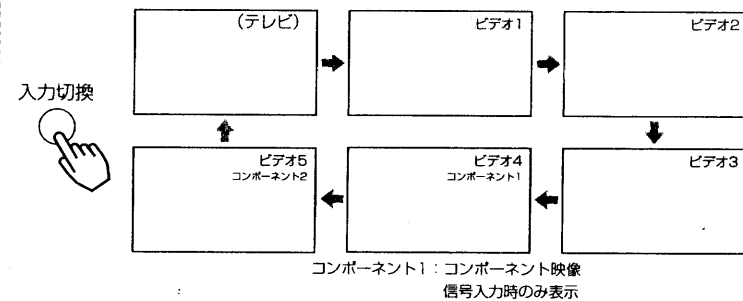 (テレビ)
ビデオ1
ビデオ2
入力切換
ビデオ5
コンポーネント2
ビデオ4
コンポーネント1
ビデオ3
コンポーネント1：コンポーネント映像
信号入力時のみ表示